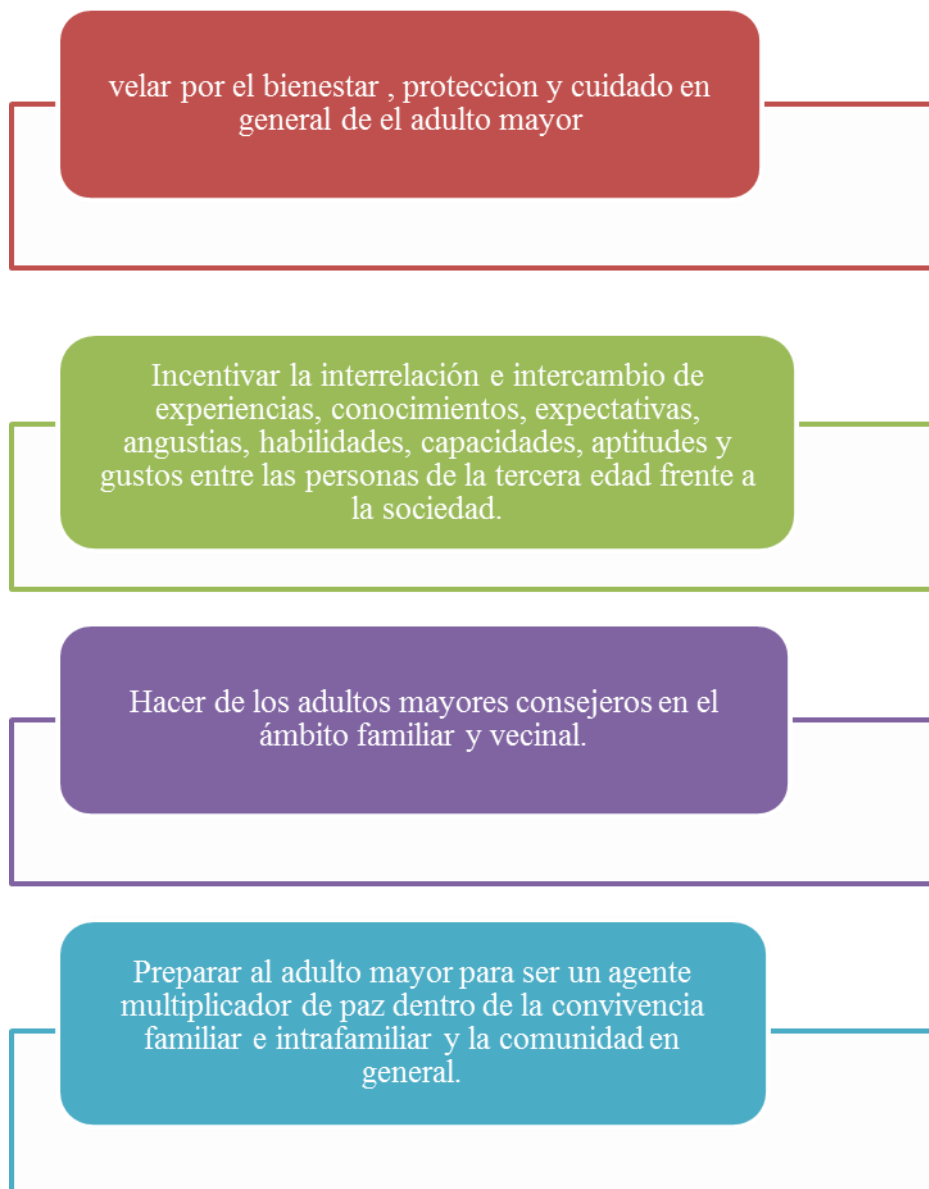 velar por el bienestar , proteccion y cuidado en
general de el adulto mayor
Incentivar la interrelación e intercambio de
experiencias, conocimientos, expectativas,
angustias, habilidades, capacidades, aptitudes y
gustos entre las personas de la tercera edad frente a
la sociedad.
Hacer de los adultos mayores consejeros en el
ámbito familiar y vecinal.
Preparar al adulto mayor para ser un agente
multiplicador de paz dentro de la convivencia
familiar e intrafamiliar y la comunidad en
general.